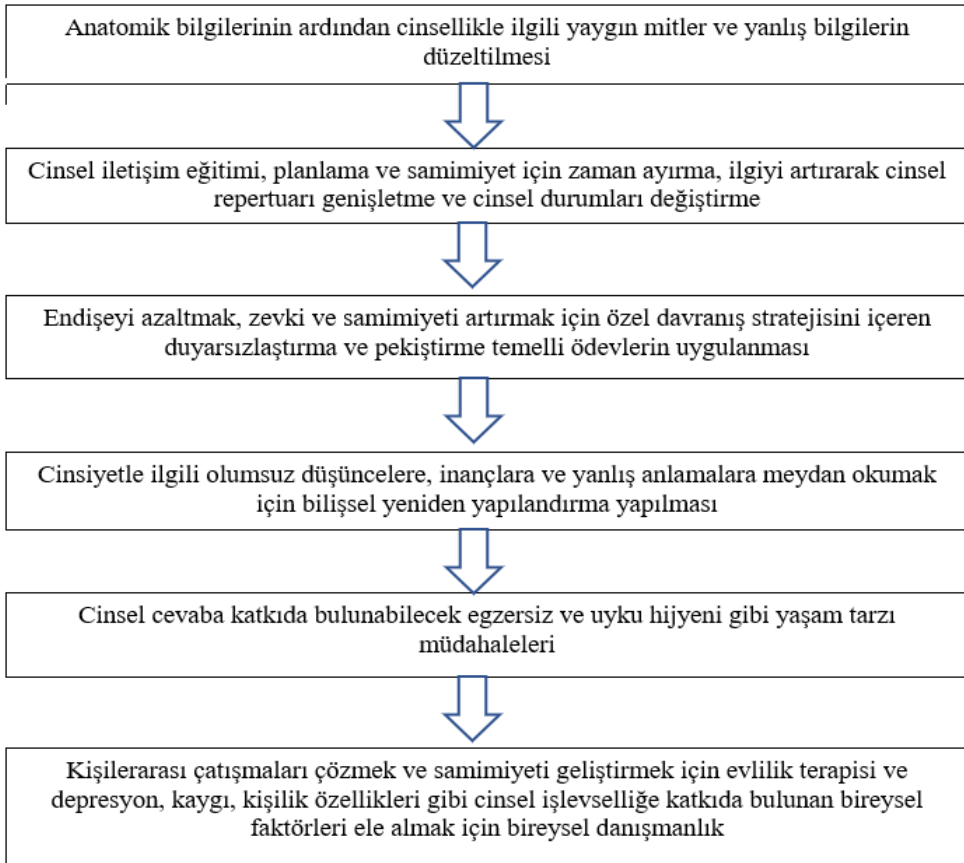 Anatomik bilgilerinin ardından cinsellikle ilgili yaygın mitler ve yanlış bilgilerin
düzeltilmesi
Cinsel iletişim eğitimi, planlama ve samimiyet için zaman ayırma, ilgiyi artırarak cinsel
repertuarı genişletme ve cinsel durumları değiştirme
Endişeyi azaltmak, zevki ve samimiyeti artırmak için özel davranış stratejisini içeren
duyarsızlaştırma ve pekiştirme temelli ödevlerin uygulanması
Cinsiyetle ilgili olumsuz düşüncelere, inançlara ve yanlış anlamalara meydan okumak
için bilişsel yeniden yapılandırma yapılması
Cinsel cevaba katkıda bulunabilecek egzersiz ve uyku hijyeni gibi yaşam tarzı
müdahaleleri
Kişilerarası çatışmaları çözmek ve samimiyeti geliştirmek için evlilik terapisi ve
depresyon, kaygı, kişilik özellikleri gibi cinsel işlevselliğe katkıda bulunan bireysel
faktörleri ele almak için bireysel danışmanlık